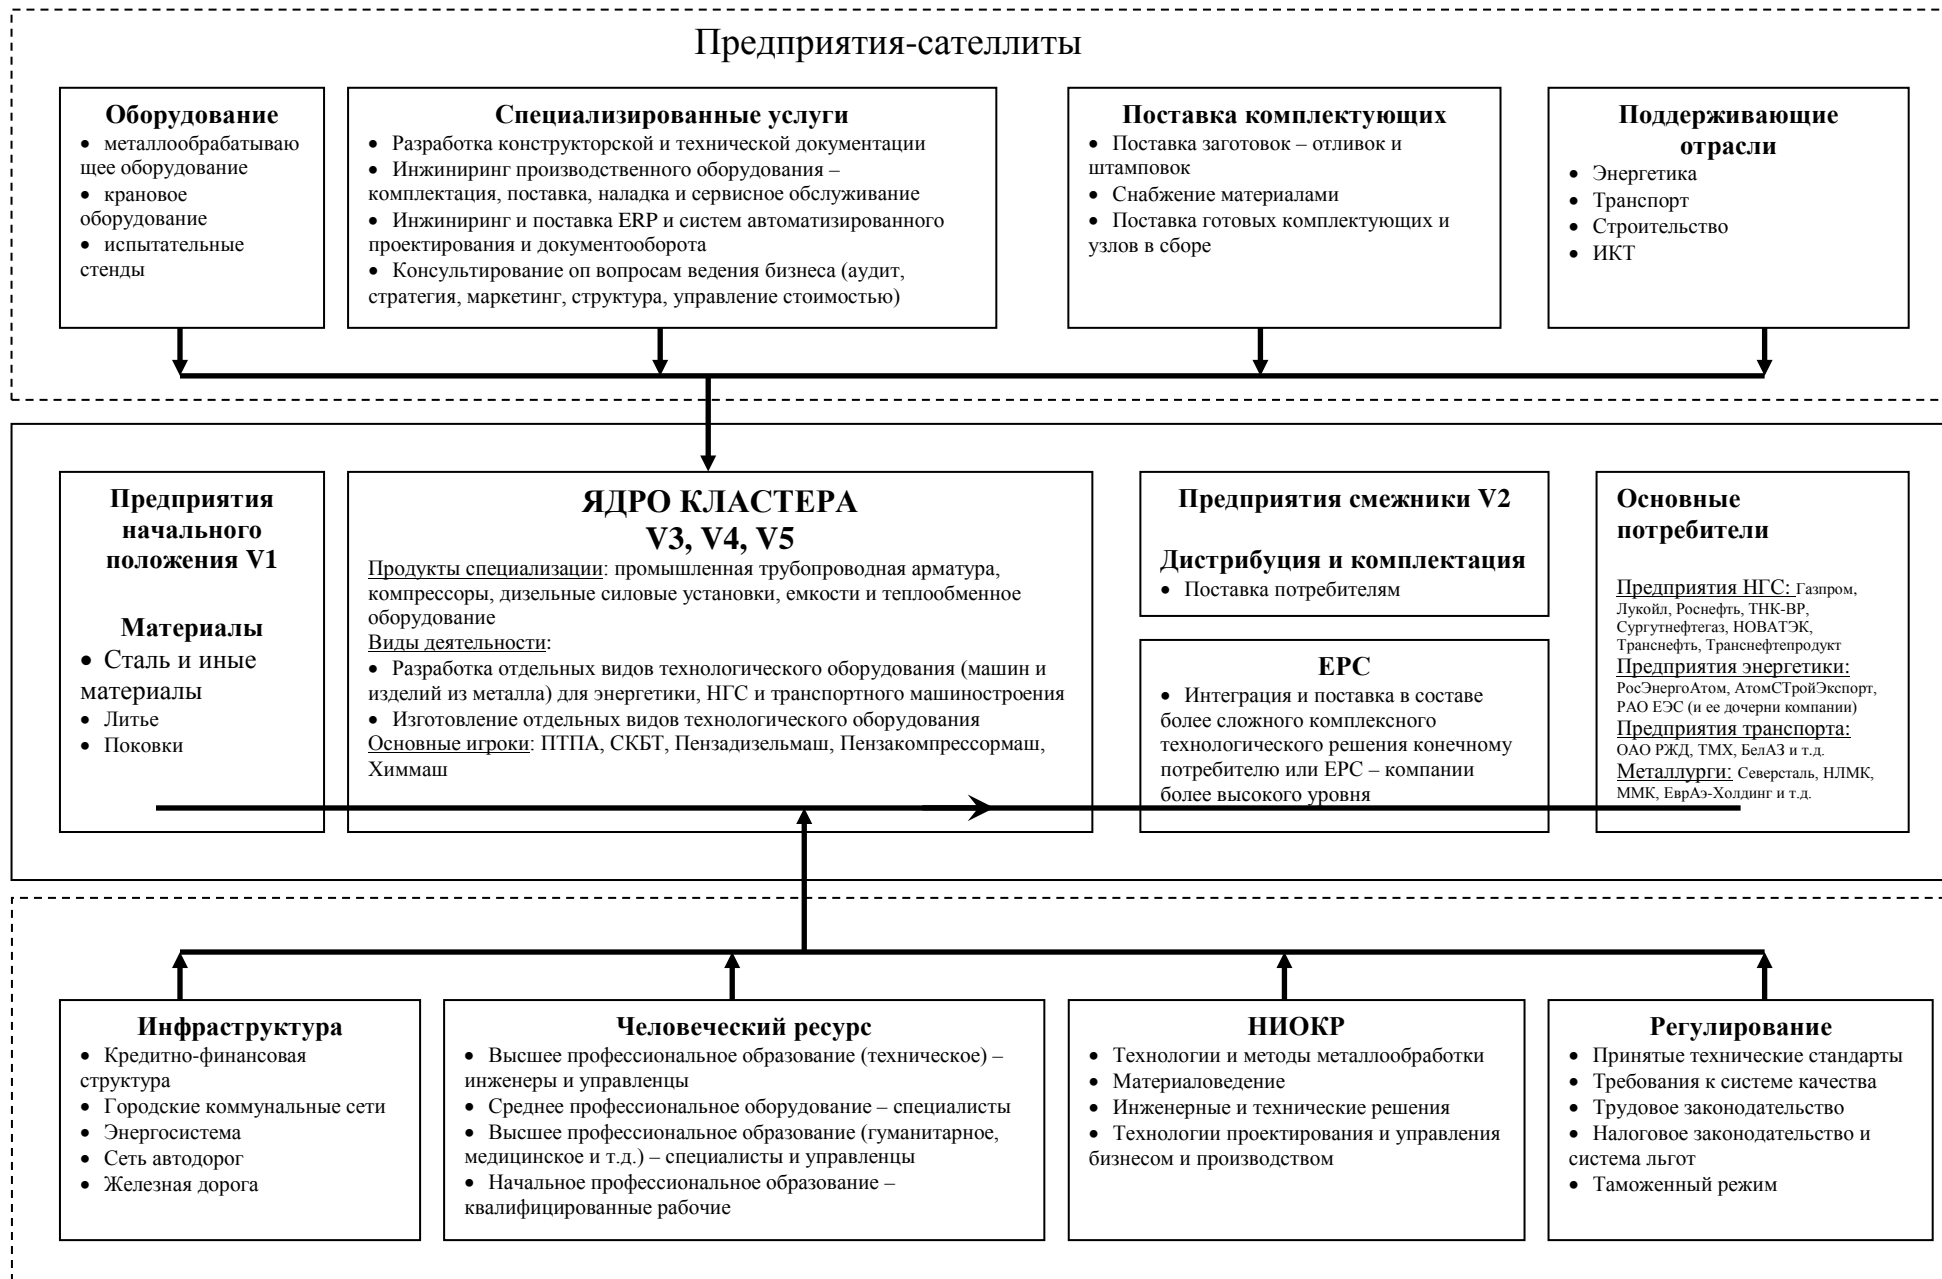 Предприятия-сателлиты
Оборудование
• металлообрабатываю
щее оборудование
• крановое
оборудование
• испытательные
стенды
Специализированные услуги
• Разработка конструкторской и технической документации
• Инжиниринг производственного оборудования –
комплектация, поставка, наладка и сервисное обслуживание
• Инжиниринг и поставка ERP и систем автоматизированного
проектирования и документооборота
• Консультирование оп вопросам ведения бизнеса (аудит,
стратегия, маркетинг, структура, управление стоимостью)
Поставка комплектующих
• Поставка заготовок – отливок и
штамповок
• Снабжение материалами
• Поставка готовых комплектующих и
узлов в сборе
Поддерживающие
отрасли
• Энергетика
• Транспорт
• Строительство
• ИКТ
Предприятия
начального
положения V1
Материалы
• Сталь и иные
материалы
• Литье
• Поковки
ЯДРО КЛАСТЕРА
V3, V4, V5
Продукты специализации: промышленная трубопроводная арматура,
компрессоры, дизельные силовые установки, емкости и теплообменное
оборудование
Виды деятельности:
• Разработка отдельных видов технологического оборудования (машин и
изделий из металла) для энергетики, НГС и транспортного машиностроения
• Изготовление отдельных видов технологического оборудования
Основные игроки: ПТПА, СКБТ, Пензадизельмаш, Пензакомпрессормаш,
Химмаш
Предприятия смежники V2
Дистрибуция и комплектация
• Поставка потребителям
ЕРС
• Интеграция и поставка в составе
более сложного комплексного
технологического решения конечному
потребителю или ЕРС – компании
более высокого уровня
Основные
потребители
Предприятия НГС: Газпром,
Лукойл, Роснефть, ТНК-ВР,
Сургутнефтегаз, НОВАТЭК,
Транснефть, Транснефтепродукт
Предприятия энергетики:
РосЭнергоАтом, АтомСТройЭкспорт,
РАО ЕЭС (и ее дочерни компании)
Предприятия транспорта:
ОАО РЖД, ТМХ, БелАЗ и т.д.
Металлурги: Северсталь, НЛМК,
ММК, ЕврАэ-Холдинг и т.д.
Инфраструктура
• Кредитно-финансовая
структура
• Городские коммунальные сети
• Энергосистема
• Сеть автодорог
• Железная дорога
Человеческий ресурс
• Высшее профессиональное образование (техническое) –
инженеры и управленцы
• Среднее профессиональное оборудование – специалисты
• Высшее профессиональное образование (гуманитарное,
медицинское и т.д.) – специалисты и управленцы
• Начальное профессиональное образование –
квалифицированные рабочие
НИОКР
• Технологии и методы металлообработки
• Материаловедение
• Инженерные и технические решения
• Технологии проектирования и управления
бизнесом и производством
Регулирование
• Принятые технические стандарты
• Требования к системе качества
• Трудовое законодательство
• Налоговое законодательство и
система льгот
• Таможенный режим